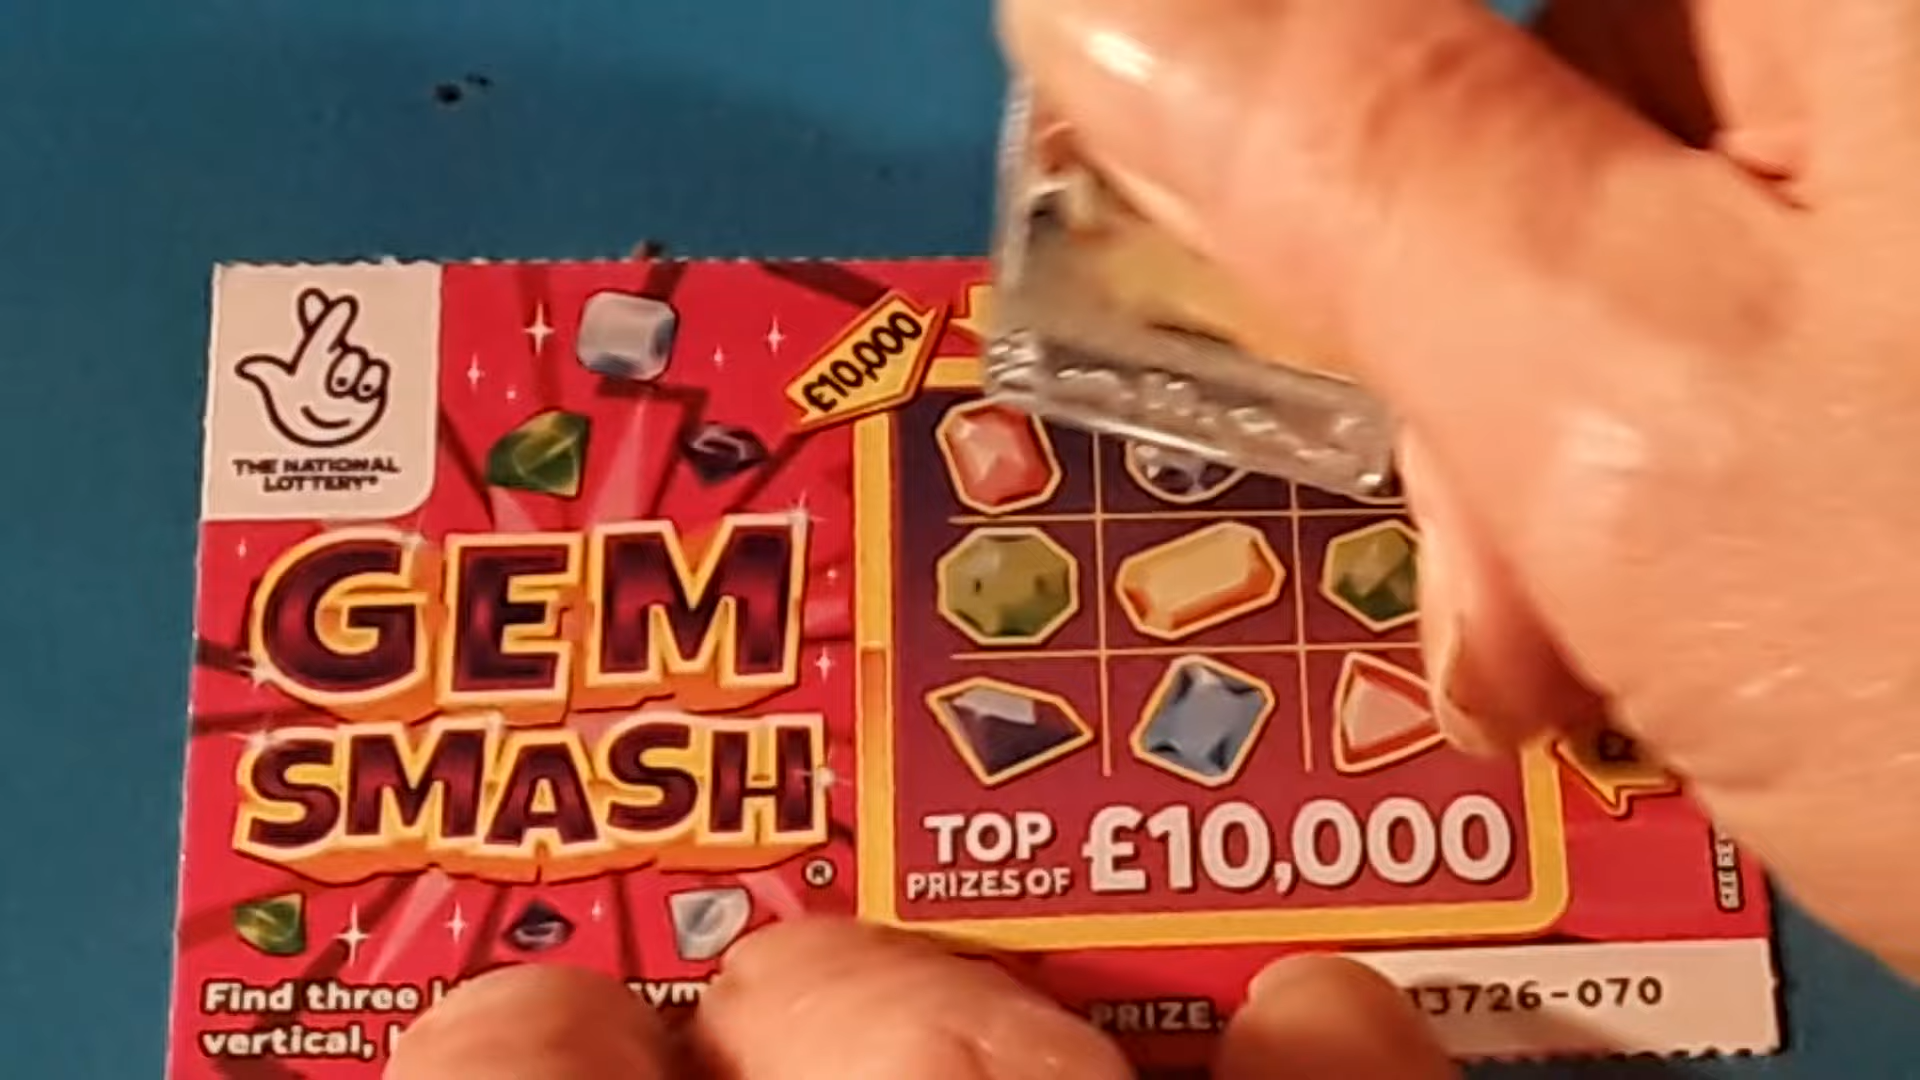 THE NATIONAL
LOTTERY®
£10,000
GEM
SMASH®
TOP
PRIZES OF £10,000
Find three
vertical,
PRIZE.
3726-070